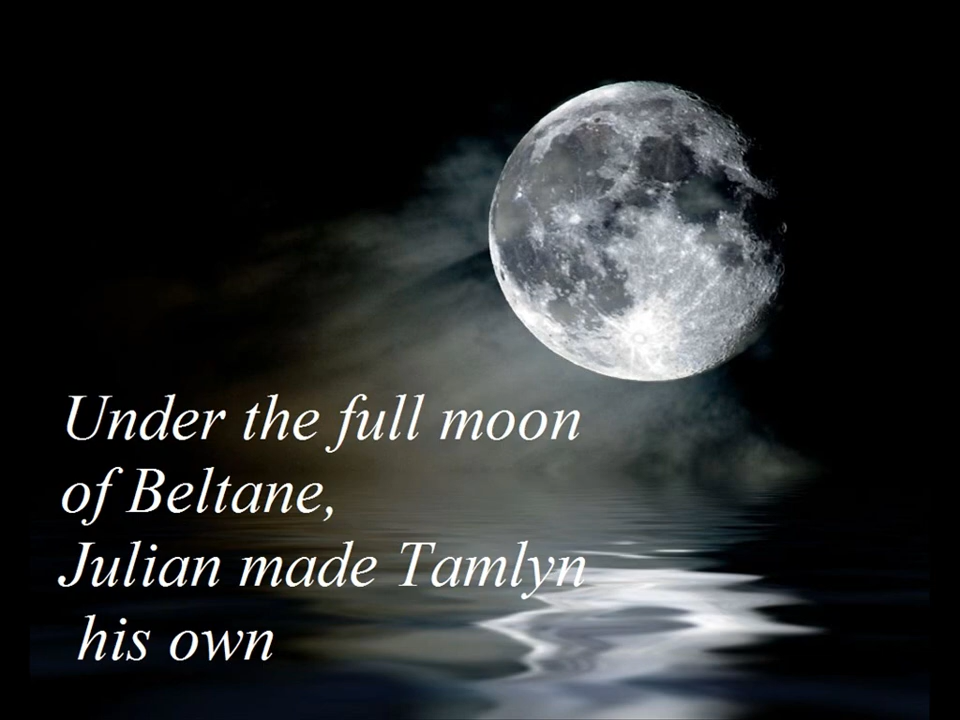 Under the full moon
of Beltane,
Julian made Tamlyn
his own